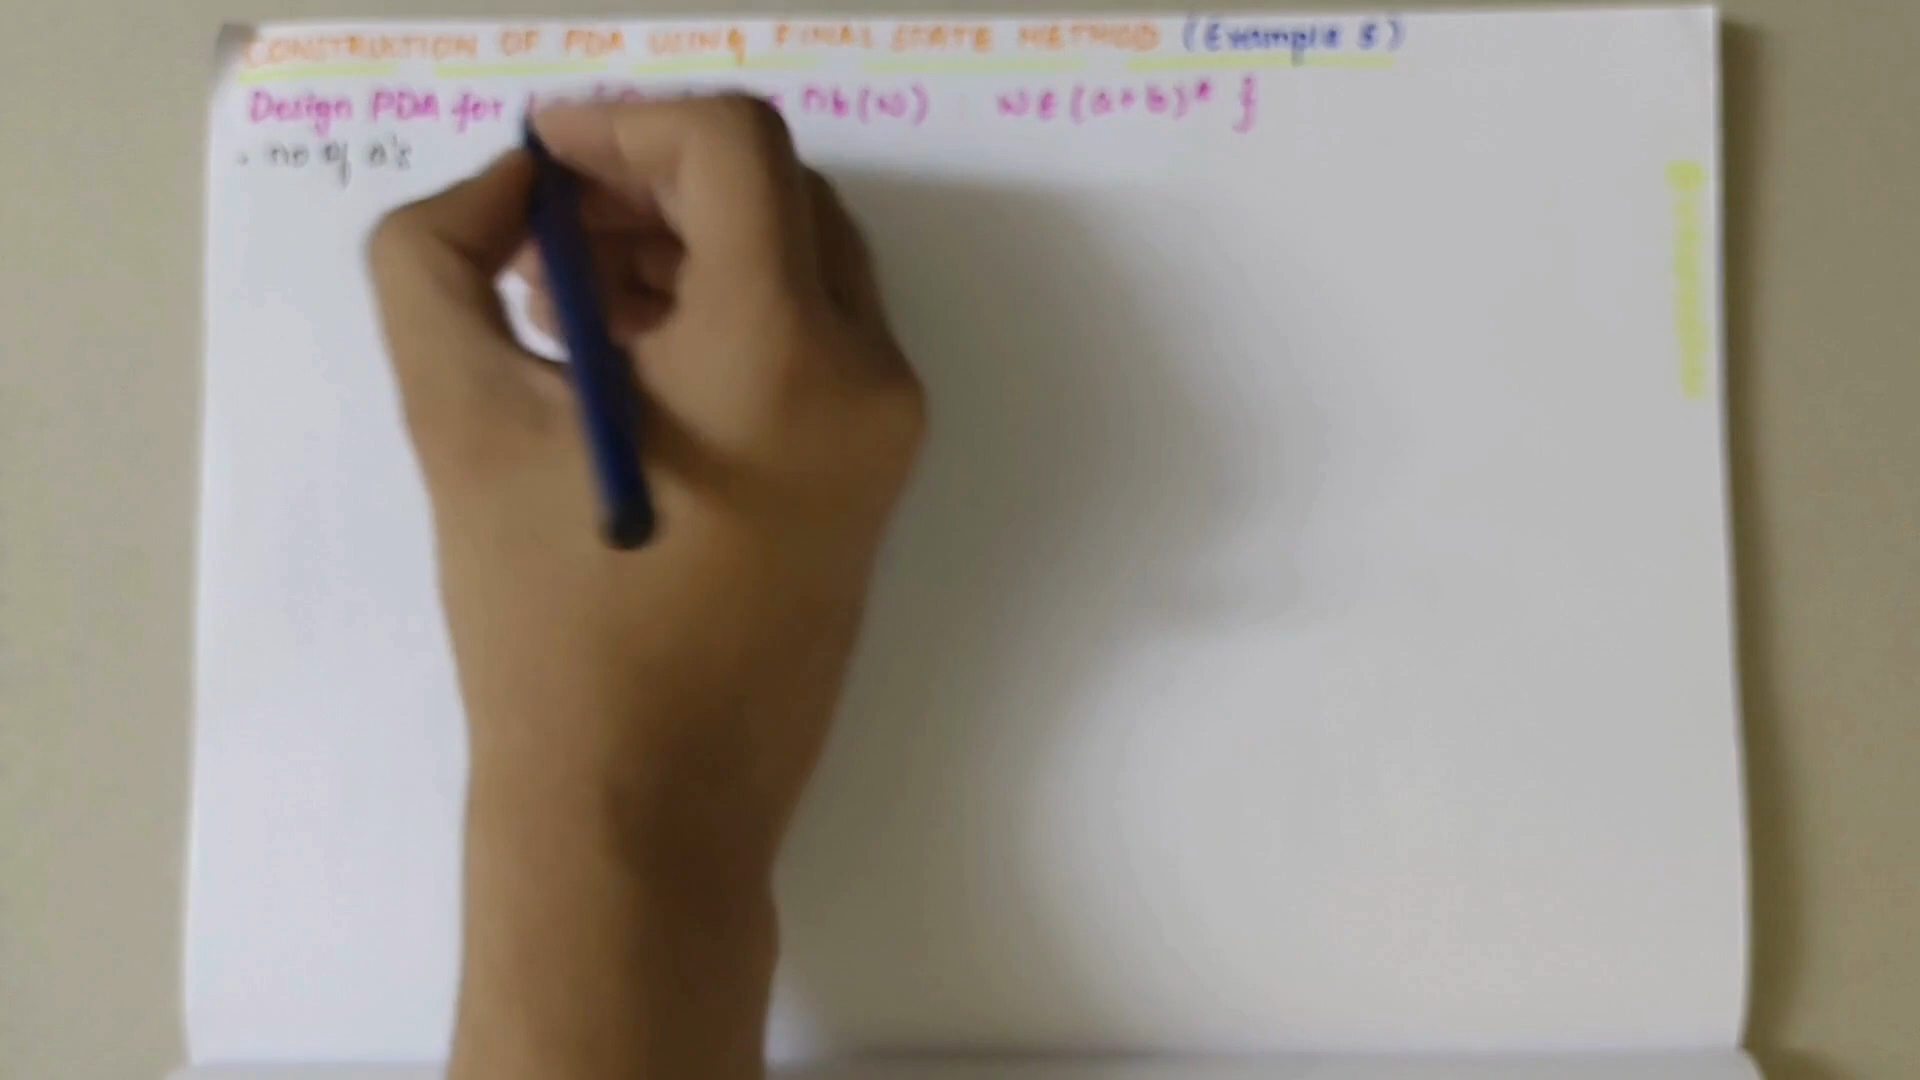 CONSTRUCTION OF PDA USING FINAL STATE METHOD (Example 5)
Design PDA for nb(w) w ∈ (a+b)* }
. no of a's